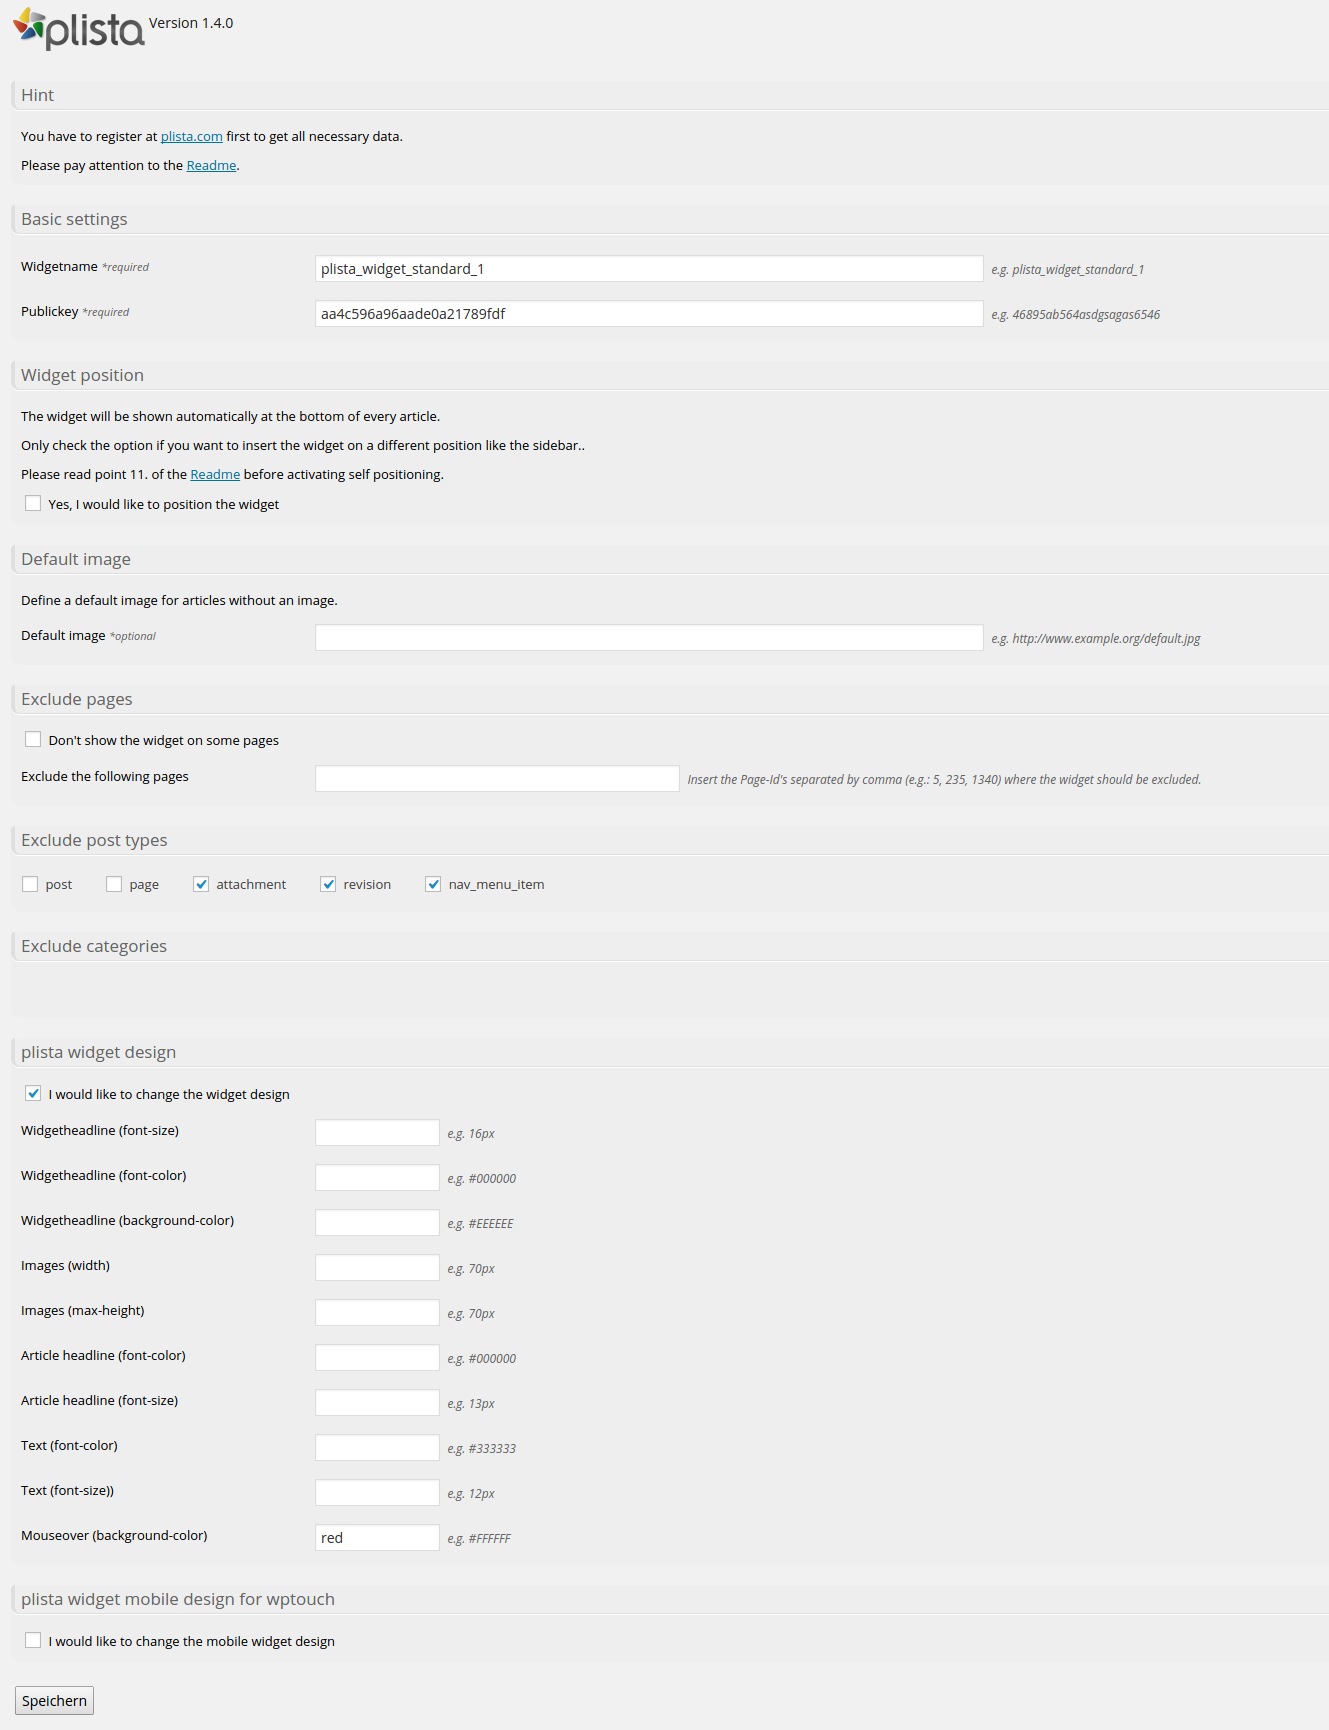 plista Version 1.4.0
Hint
You have to register at plista.com first to get all necessary data.
Please pay attention to the Readme.
Basic settings
Widgetname *required plista_widget_standard_1 e.g. plista_widget_standard_1
Publickey *required aa4c596a96aade0a21789fdf e.g. 46895ab564asdgsagas6546
Widget position
The widget will be shown automatically at the bottom of every article.
Only check the option if you want to insert the widget on a different position like the sidebar..
Please read point 11. of the Readme before activating self positioning.
Yes, I would like to position the widget
Default image
Define a default image for articles without an image.
Default image *optional e.g. http://www.example.org/default.jpg
Exclude pages
Don't show the widget on some pages
Exclude the following pages Insert the Page-Id's separated by comma (e.g.: 5, 235, 1340) where the widget should be excluded.
Exclude post types
post page attachment revision nav_menu_item
Exclude categories
plista widget design
I would like to change the widget design
Widgetheadline (font-size) e.g. 16px
Widgetheadline (font-color) e.g. #000000
Widgetheadline (background-color) e.g. #EEEEEE
Images (width) e.g. 70px
Images (max-height) e.g. 70px
Article headline (font-color) e.g. #000000
Article headline (font-size) e.g. 13px
Text (font-color) e.g. #333333
Text (font-size)) e.g. 12px
Mouseover (background-color) red e.g. #FFFFFF
plista widget mobile design for wptouch
I would like to change the mobile widget design
Speichern